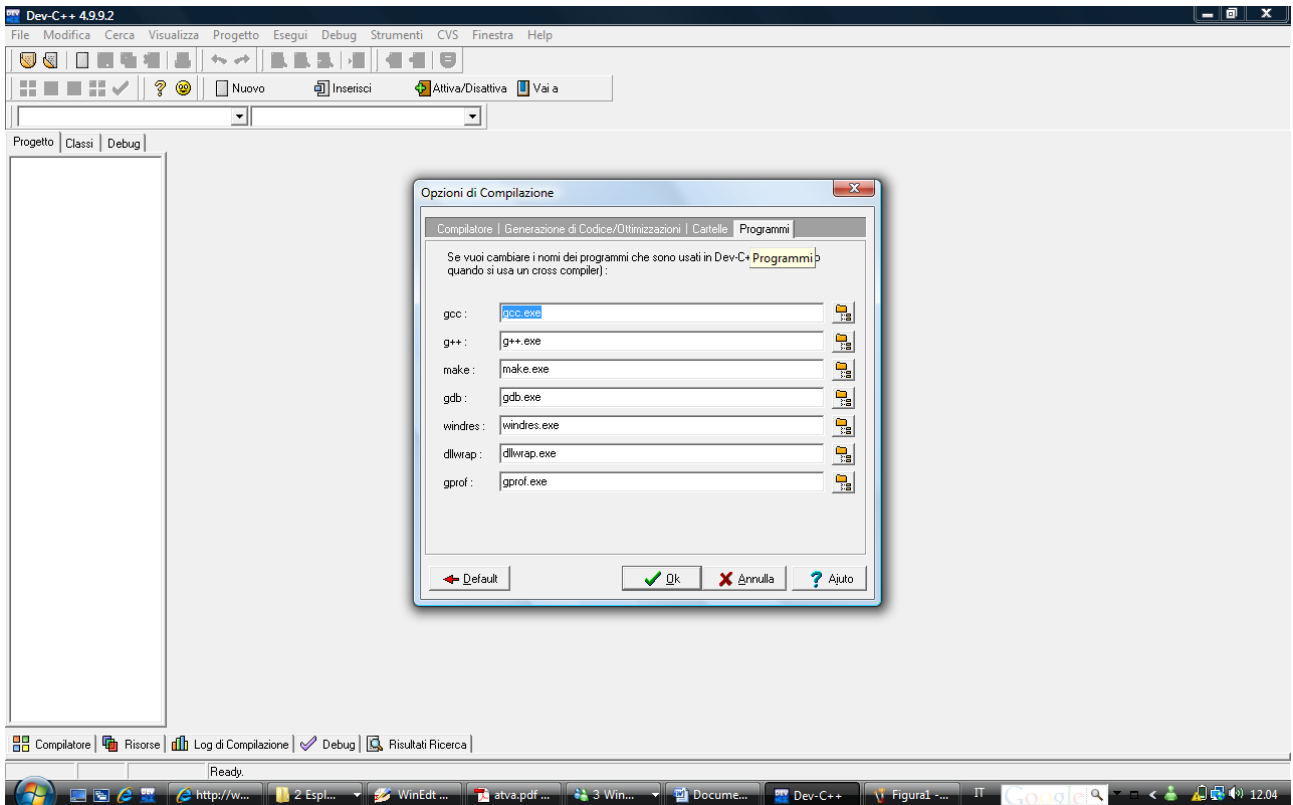 Dev-C++ 4.9.9.2
File Modifica Cerca Visualizza Progetto Esegui Debug Strumenti CVS Finestra Help
Nuovo Inserisci Attiva/Disattiva Vai a
Progetto Classi Debug
Opzioni di Compilazione
Compilatore Generazione di Codice/Ottimizzazioni Cartelle Programmi
Se vuoi cambiare i nomi dei programmi che sono usati in Dev-C+
Programmi
quando si usa un cross compiler) :
gcc : gcc.exe
g++ : g++.exe
make : make.exe
gdb : gdb.exe
windres : windres.exe
dllwrap : dllwrap.exe
gprof : gprof.exe
Default Ok Annulla Ajuto
Compilatore Risorse Log di Compilazione Debug Risultati Ricerca
Ready.
http://w... 2 Espl... WinEdt ... atva.pdf ... 3 Win... Docume... Dev-C++ Figura1 -... IT Google 12.04